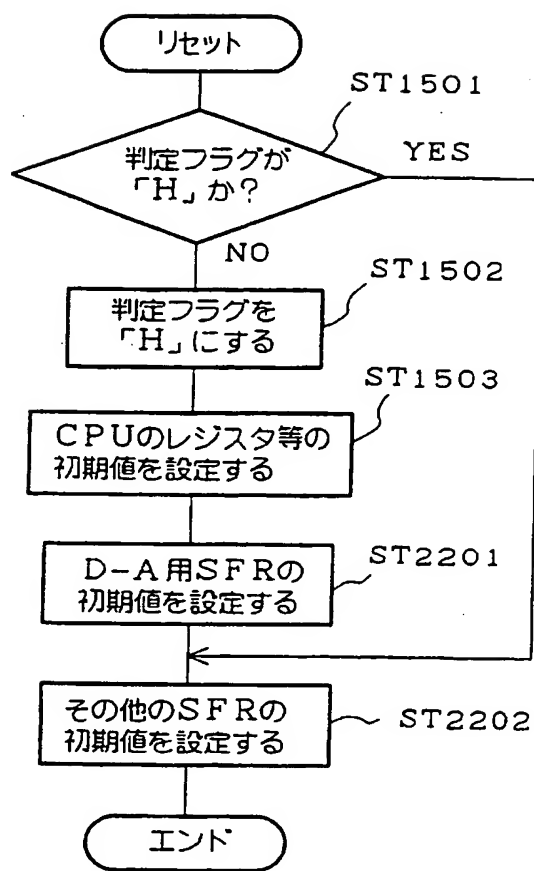 リセット
ST1501
判定フラグが
「H」か?
YES
NO
ST1502
判定フラグを
「H」にする
ST1503
CPUのレジスタ等の
初期値を設定する
ST2201
D-A用SFRの
初期値を設定する
その他のSFRの
初期値を設定する
ST2202
エンド